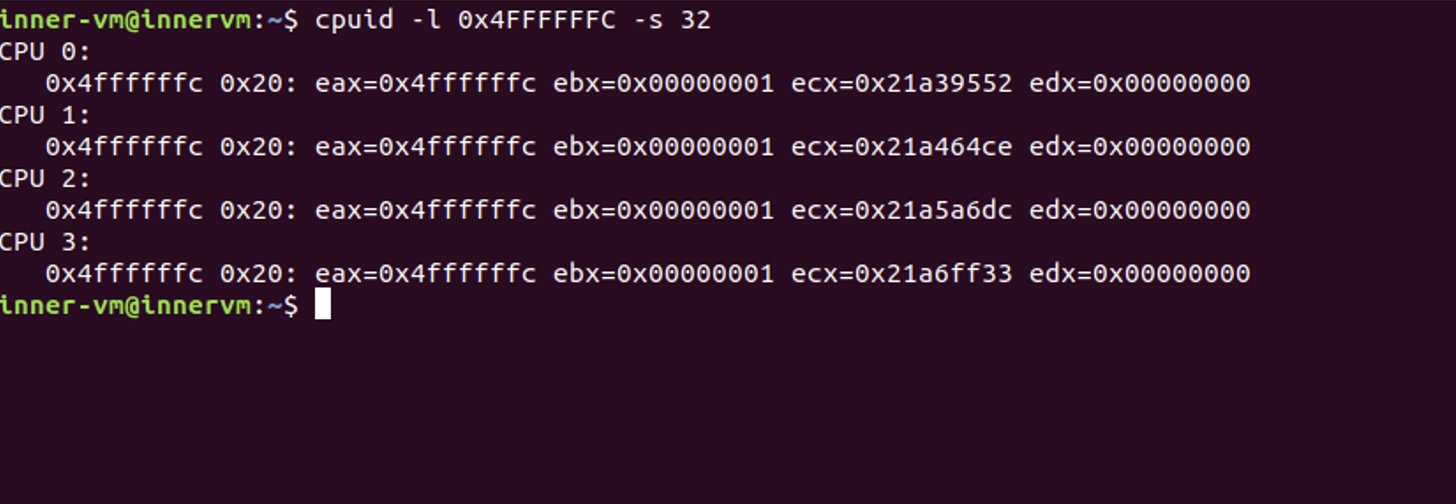 inner-vm@innervm:~$ cpuid -l 0x4FFFFFFC -s 32
CPU 0:
   0x4ffffffc 0x20: eax=0x4ffffffc ebx=0x00000001 ecx=0x21a39552 edx=0x00000000
CPU 1:
   0x4ffffffc 0x20: eax=0x4ffffffc ebx=0x00000001 ecx=0x21a464ce edx=0x00000000
CPU 2:
   0x4ffffffc 0x20: eax=0x4ffffffc ebx=0x00000001 ecx=0x21a5a6dc edx=0x00000000
CPU 3:
   0x4ffffffc 0x20: eax=0x4ffffffc ebx=0x00000001 ecx=0x21a6ff33 edx=0x00000000
inner-vm@innervm:~$